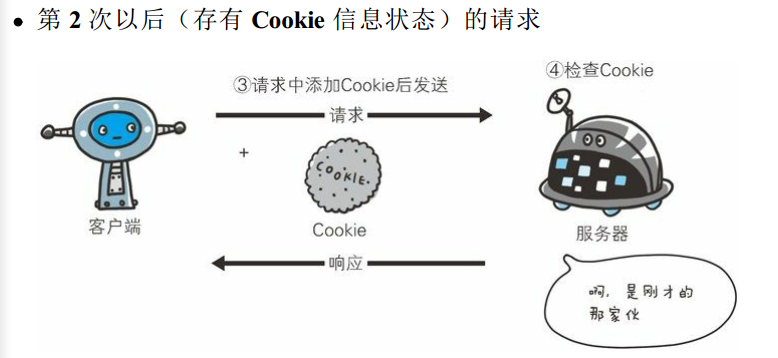 • 第 2 次以后（存有 Cookie 信息状态）的请求
③请求中添加Cookie后发送
④检查Cookie
请求
+
COOKIE.
客户端
Cookie
服务器
响应
啊，是刚才的
那家伙